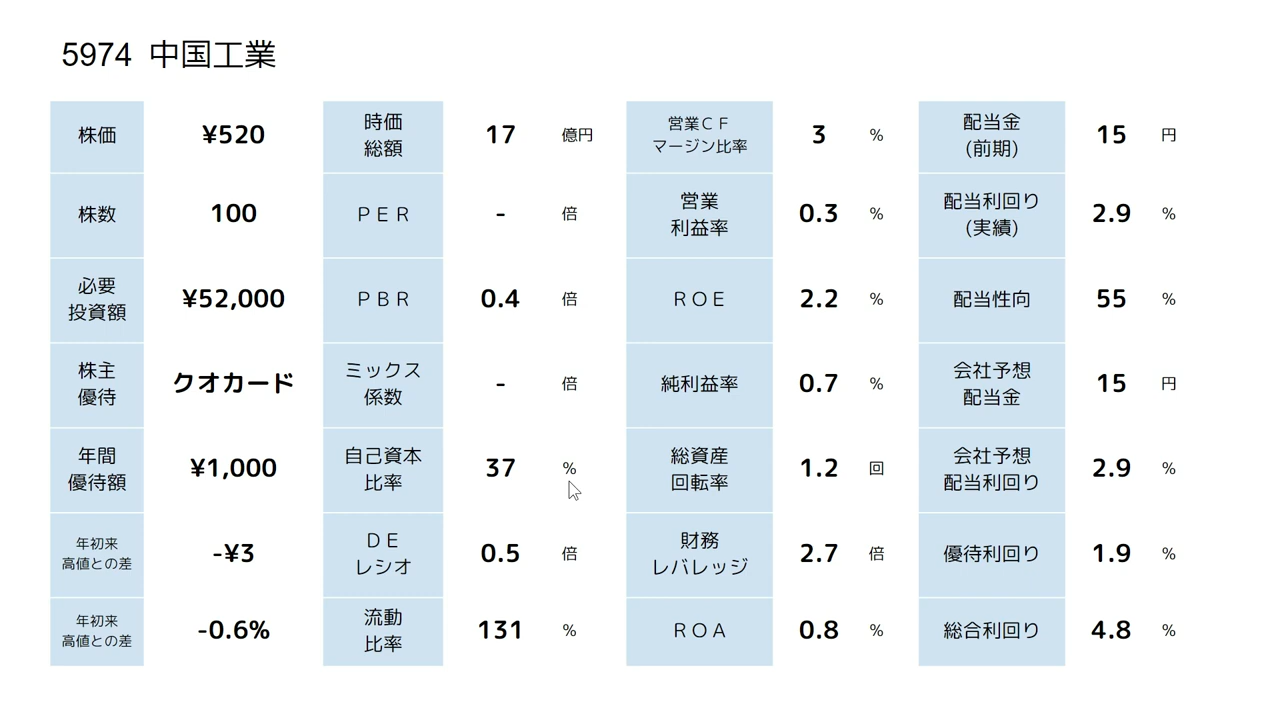 5974 中国工業
株価 ¥520 時価総額 17 億円 営業ＣＦマージン比率 3 % 配当金(前期) 15 円
株数 100 ＰＥＲ - 倍 営業利益率 0.3 % 配当利回り(実績) 2.9 %
必要投資額 ¥52,000 ＰＢＲ 0.4 倍 ＲＯＥ 2.2 % 配当性向 55 %
株主優待 クオカード ミックス係数 - 倍 純利益率 0.7 % 会社予想配当金 15 円
年間優待額 ¥1,000 自己資本比率 37 % 総資産回転率 1.2 回 会社予想配当利回り 2.9 %
年初来高値との差 -¥3 ＤＥレシオ 0.5 倍 財務レバレッジ 2.7 倍 優待利回り 1.9 %
年初来高値との差 -0.6% 流動比率 131 % ＲＯＡ 0.8 % 総合利回り 4.8 %